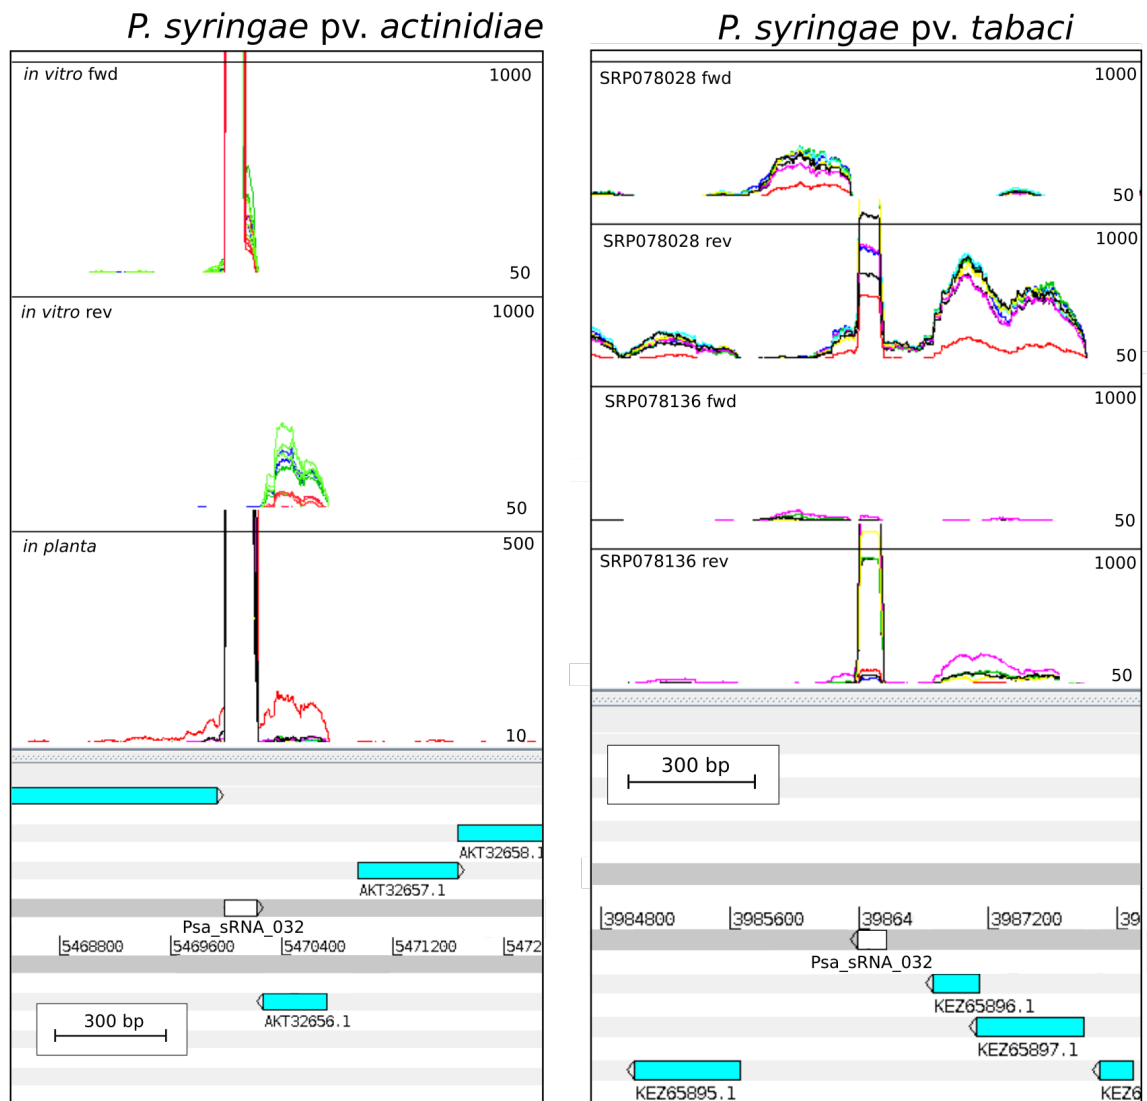 P. syringae pv. actinidiae
in vitro fwd
1000
50
in vitro rev
1000
50
in planta
500
10
AKT32658.1
AKT32657.1
Psa_sRNA_032
5468800 5469600 5470400 5471200 5472
AKT32656.1
300 bp
P. syringae pv. tabaci
SRP078028 fwd
1000
50
SRP078028 rev
1000
50
SRP078136 fwd
1000
50
SRP078136 rev
1000
50
300 bp
3984800 3985600 39864 3987200 39
Psa_sRNA_032
KEZ65896.1
KEZ65897.1
KEZ65895.1 KEZ6